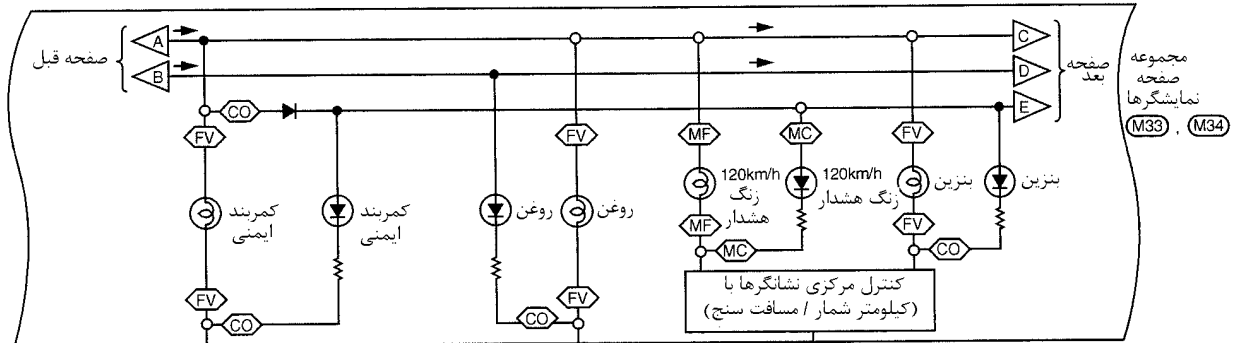 A
B
صفحه قبل
C
D
E
صفحه
بعد
مجموعه
صفحه
نمایشگرها
M33 , M34
CO
FV
FV
MF
MC
FV
کمربند
ایمنی
کمربند
ایمنی
روغن
روغن
120km/h
زنگ
هشدار
120km/h
زنگ هشدار
بنزین
بنزین
MF
MC
FV
CO
FV
CO
CO
FV
کنترل مرکزی نشانگرها با
(کیلومتر شمار / مسافت سنج)